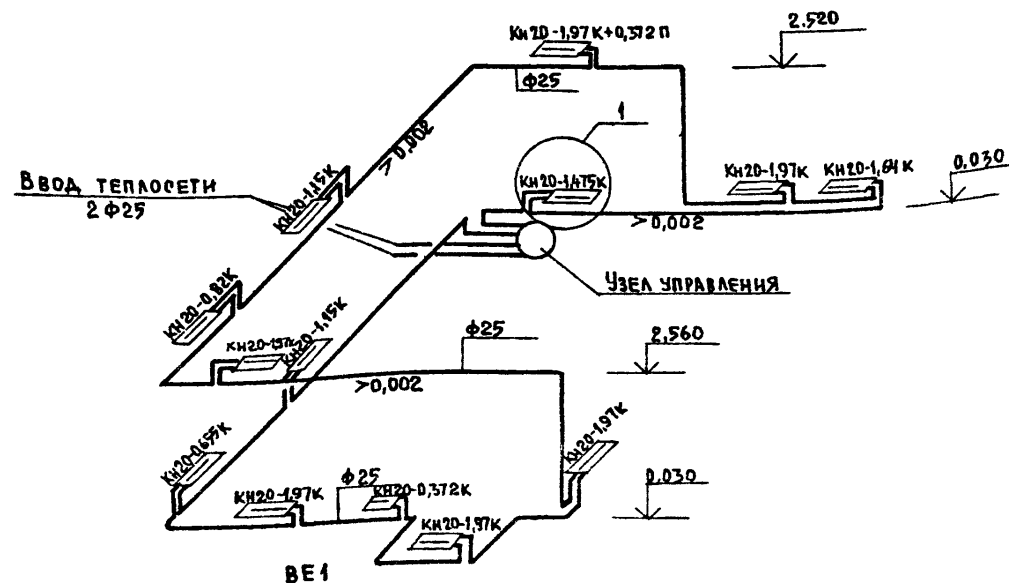 Кн20-1,97К+0,372П
2.520
Ф25
>0,002
1
Ввод теплосети
2Ф25
КН20-1,15К
Кн20-1,475К
Кн20-1,97К
КН20-1,64К
0.030
>0,002
Узел управления
КН20-0,82К
КН20-1,15К
Ф25
2,560
>0,002
КН20-0,655К
КН20-1,97К
Ф25
КН20-0,372К
КН20-1,97К
0.030
КН20-1,97К
ВЕ1